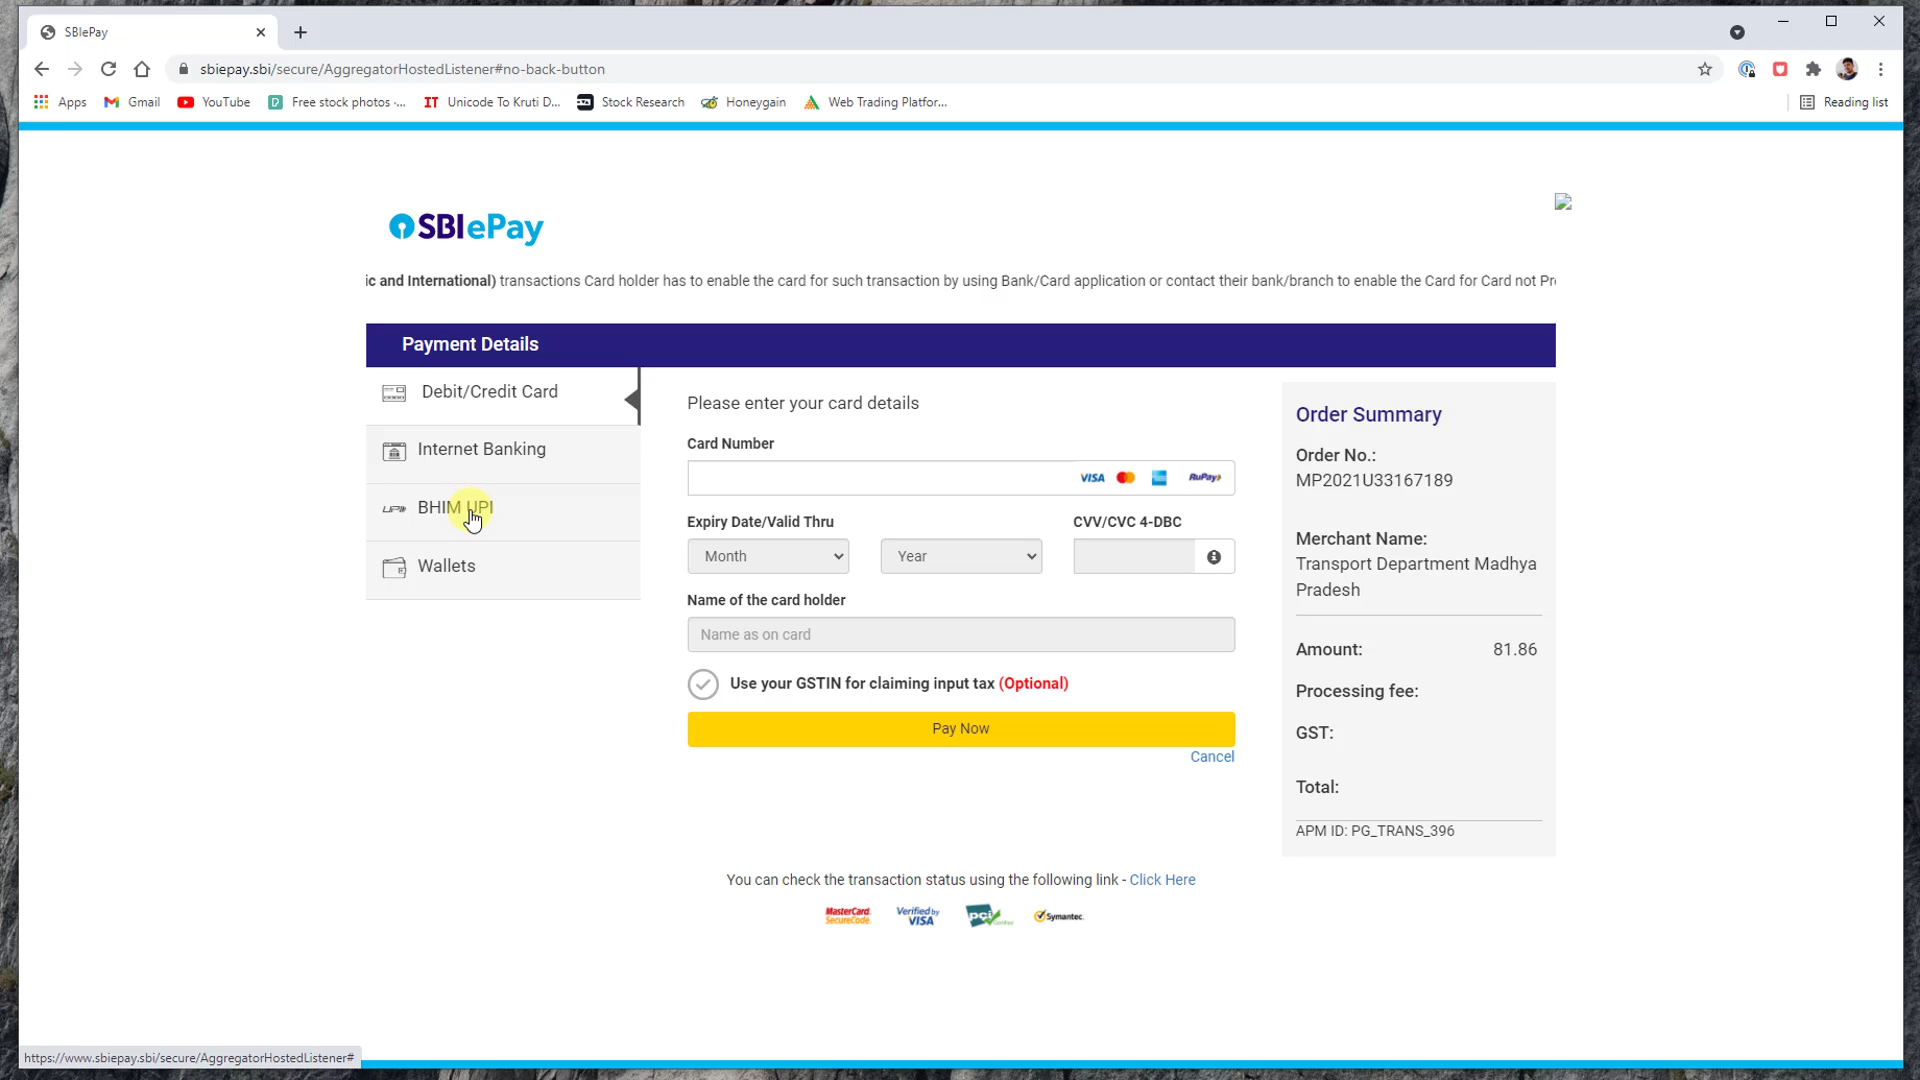 SBIePay
sbiepay.sbi/secure/AggregatorHostedListener#no-back-button
Apps
Gmail
YouTube
Free stock photos ·...
Unicode To Kruti D...
Stock Research
Honeygain
Web Trading Platfor...
Reading list
SBI ePay
ic and International) transactions Card holder has to enable the card for such transaction by using Bank/Card application or contact their bank/branch to enable the Card for Card not Pre
Payment Details
Debit/Credit Card
Internet Banking
BHIM UPI
Wallets
Please enter your card details
Card Number
VISA
RuPay
Expiry Date/Valid Thru
CVV/CVC 4-DBC
Month
Year
Name of the card holder
Name as on card
Use your GSTIN for claiming input tax (Optional)
Pay Now
Cancel
Order Summary
Order No.:
MP2021U33167189
Merchant Name:
Transport Department Madhya
Pradesh
Amount: 81.86
Processing fee:
GST:
Total:
APM ID: PG_TRANS_396
You can check the transaction status using the following link - Click Here
MasterCard. SecureCode.
Verified by VISA
pci
Symantec.
https://www.sbiepay.sbi/secure/AggregatorHostedListener#